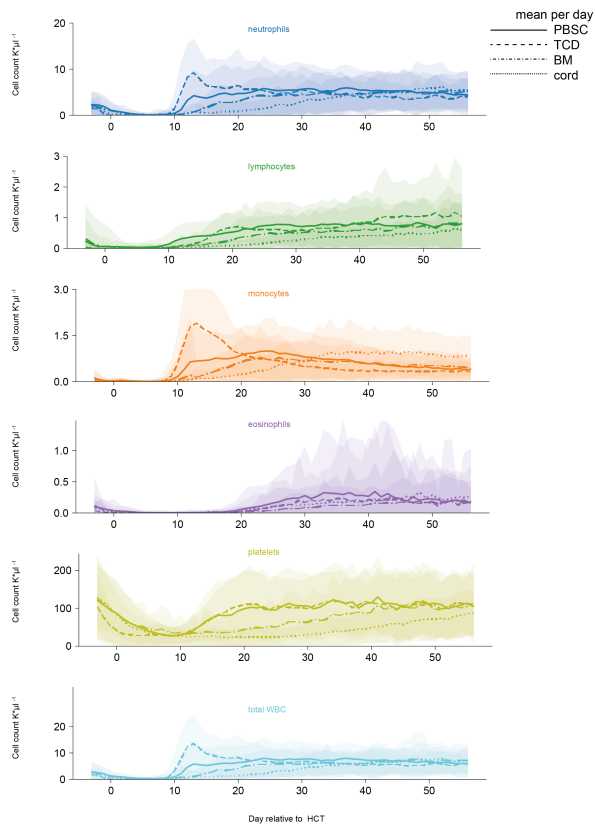 mean per day
PBSC
TCD
BM
cord
neutrophils
Cell count K*µl -1
20
10
0
0 10 20 30 40 50
lymphocytes
Cell count K*µl -1
3
2
1
0
0 10 20 30 40 50
monocytes
Cell count K*µl -1
3.0
1.5
0.0
0 10 20 30 40 50
eosinophils
Cell count K*µl -1
1.0
0.5
0.0
0 10 20 30 40 50
platelets
Cell count K*µl -1
200
100
0
0 10 20 30 40 50
total WBC
Cell count K*µl -1
20
10
0
0 10 20 30 40 50
Day relative to HCT